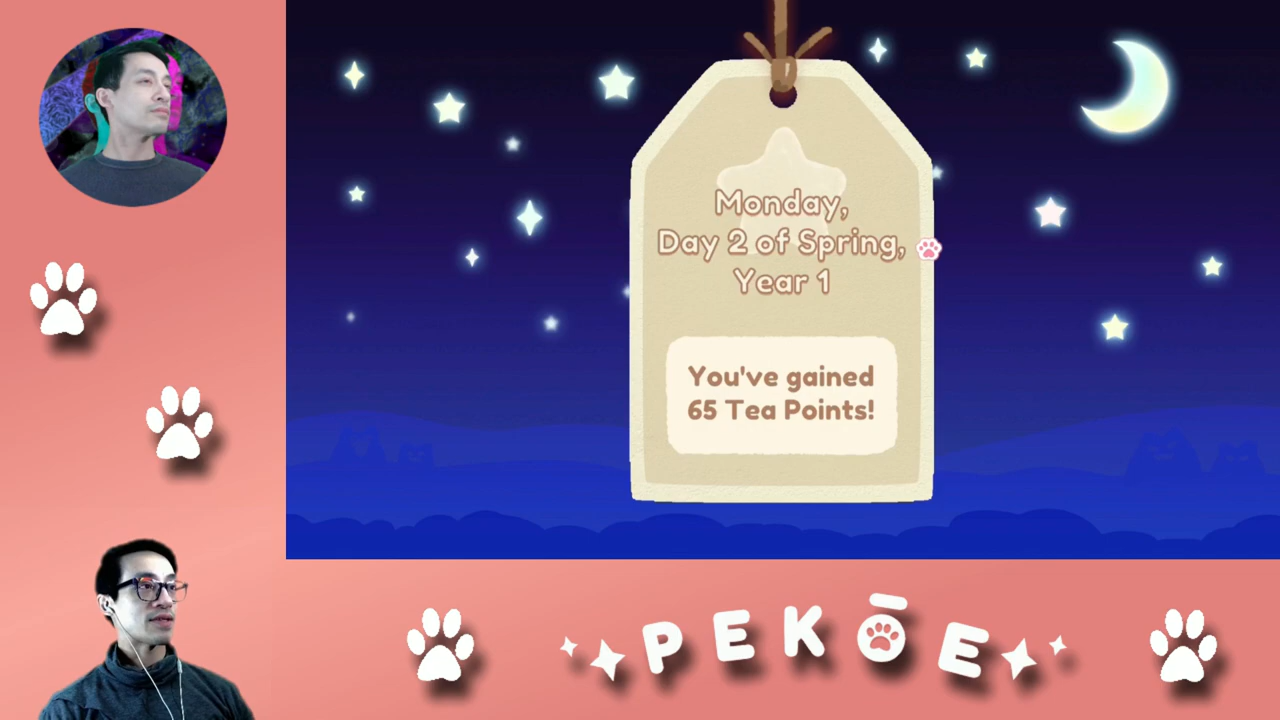 Monday,
Day 2 of Spring,
Year 1
You've gained
65 Tea Points!
PEKŌE